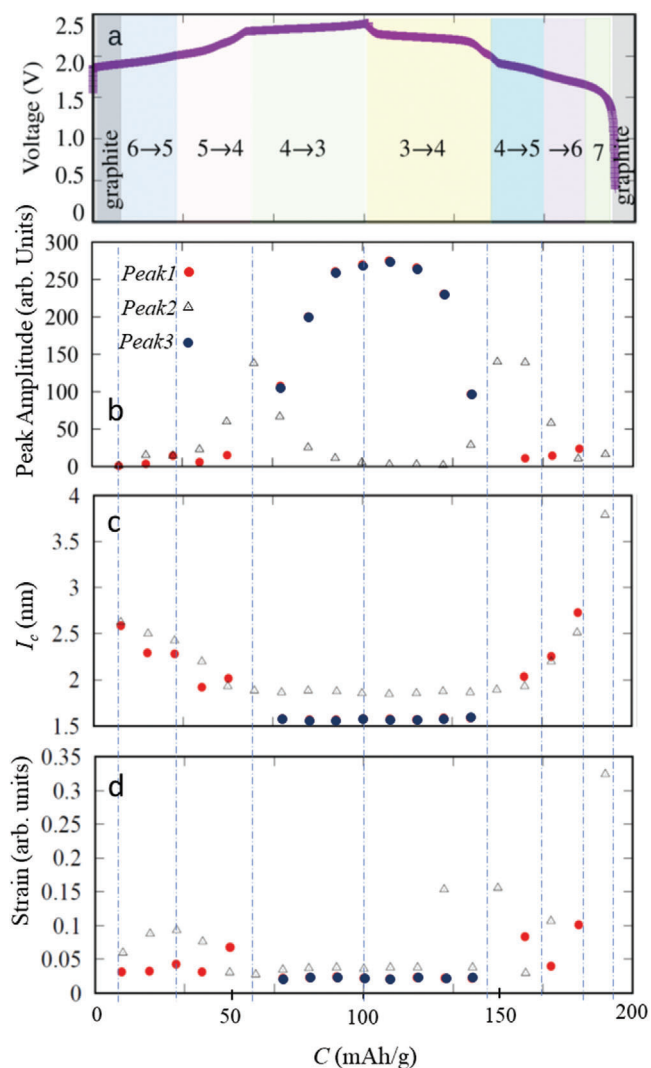 a
Voltage (V)
2.5
2.0
1.5
1.0
0.5
0
graphite
6→5
5→4
4→3
3→4
4→5
→6
7
graphite
b
Peak Amplitude (arb. Units)
300
250
200
150
100
50
0
Peak1
Peak2
Peak3
c
I_c (nm)
4
3.5
3
2.5
2
1.5
d
Strain (arb. units)
0.35
0.3
0.25
0.2
0.15
0.1
0.05
0
0 50 100 150 200
C (mAh/g)